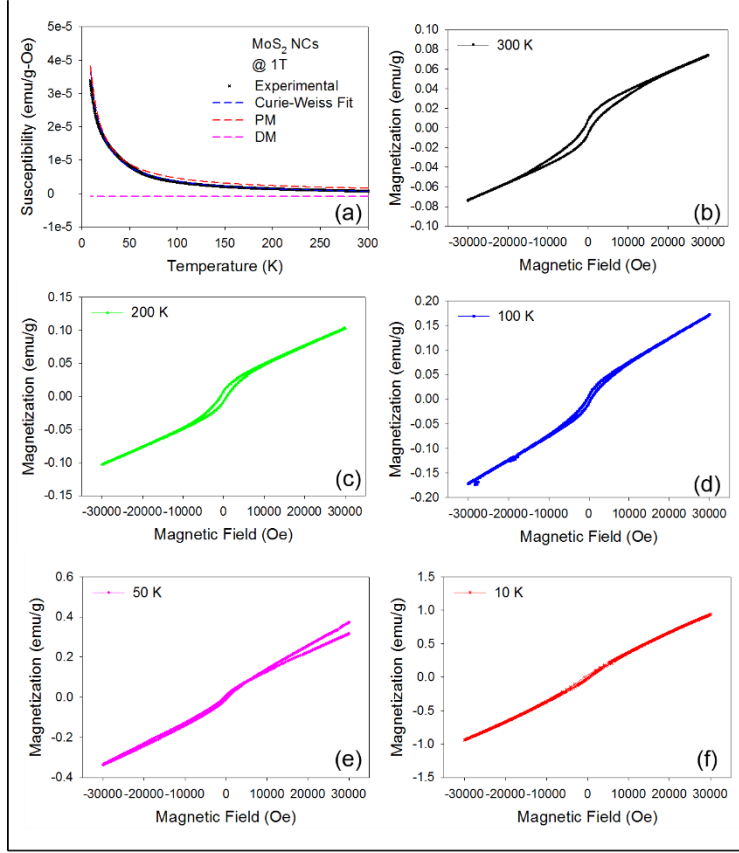 5e-5
4e-5
3e-5
2e-5
1e-5
0
-1e-5
Susceptibility (emu/g-Oe)
MoS₂ NCs
@ 1T
Experimental
Curie-Weiss Fit
PM
DM
(a)
0 50 100 150 200 250 300
Temperature (K)
0.10
0.08
0.06
0.04
0.02
0.00
-0.02
-0.04
-0.06
-0.08
-0.10
Magnetization (emu/g)
300 K
(b)
-30000 -20000 -10000 0 10000 20000 30000
Magnetic Field (Oe)
0.15
0.10
0.05
0.00
-0.05
-0.10
-0.15
Magnetization (emu/g)
200 K
(c)
-30000 -20000 -10000 0 10000 20000 30000
Magnetic Field (Oe)
0.20
0.15
0.10
0.05
0.00
-0.05
-0.10
-0.15
-0.20
Magnetization (emu/g)
100 K
(d)
-30000 -20000 -10000 0 10000 20000 30000
Magnetic Field (Oe)
0.6
0.4
0.2
0.0
-0.2
-0.4
Magnetization (emu/g)
50 K
(e)
-30000 -20000 -10000 0 10000 20000 30000
Magnetic Field (Oe)
1.5
1.0
0.5
0.0
-0.5
-1.0
-1.5
Magnetization (emu/g)
10 K
(f)
-30000 -20000 -10000 0 10000 20000 30000
Magnetic Field (Oe)